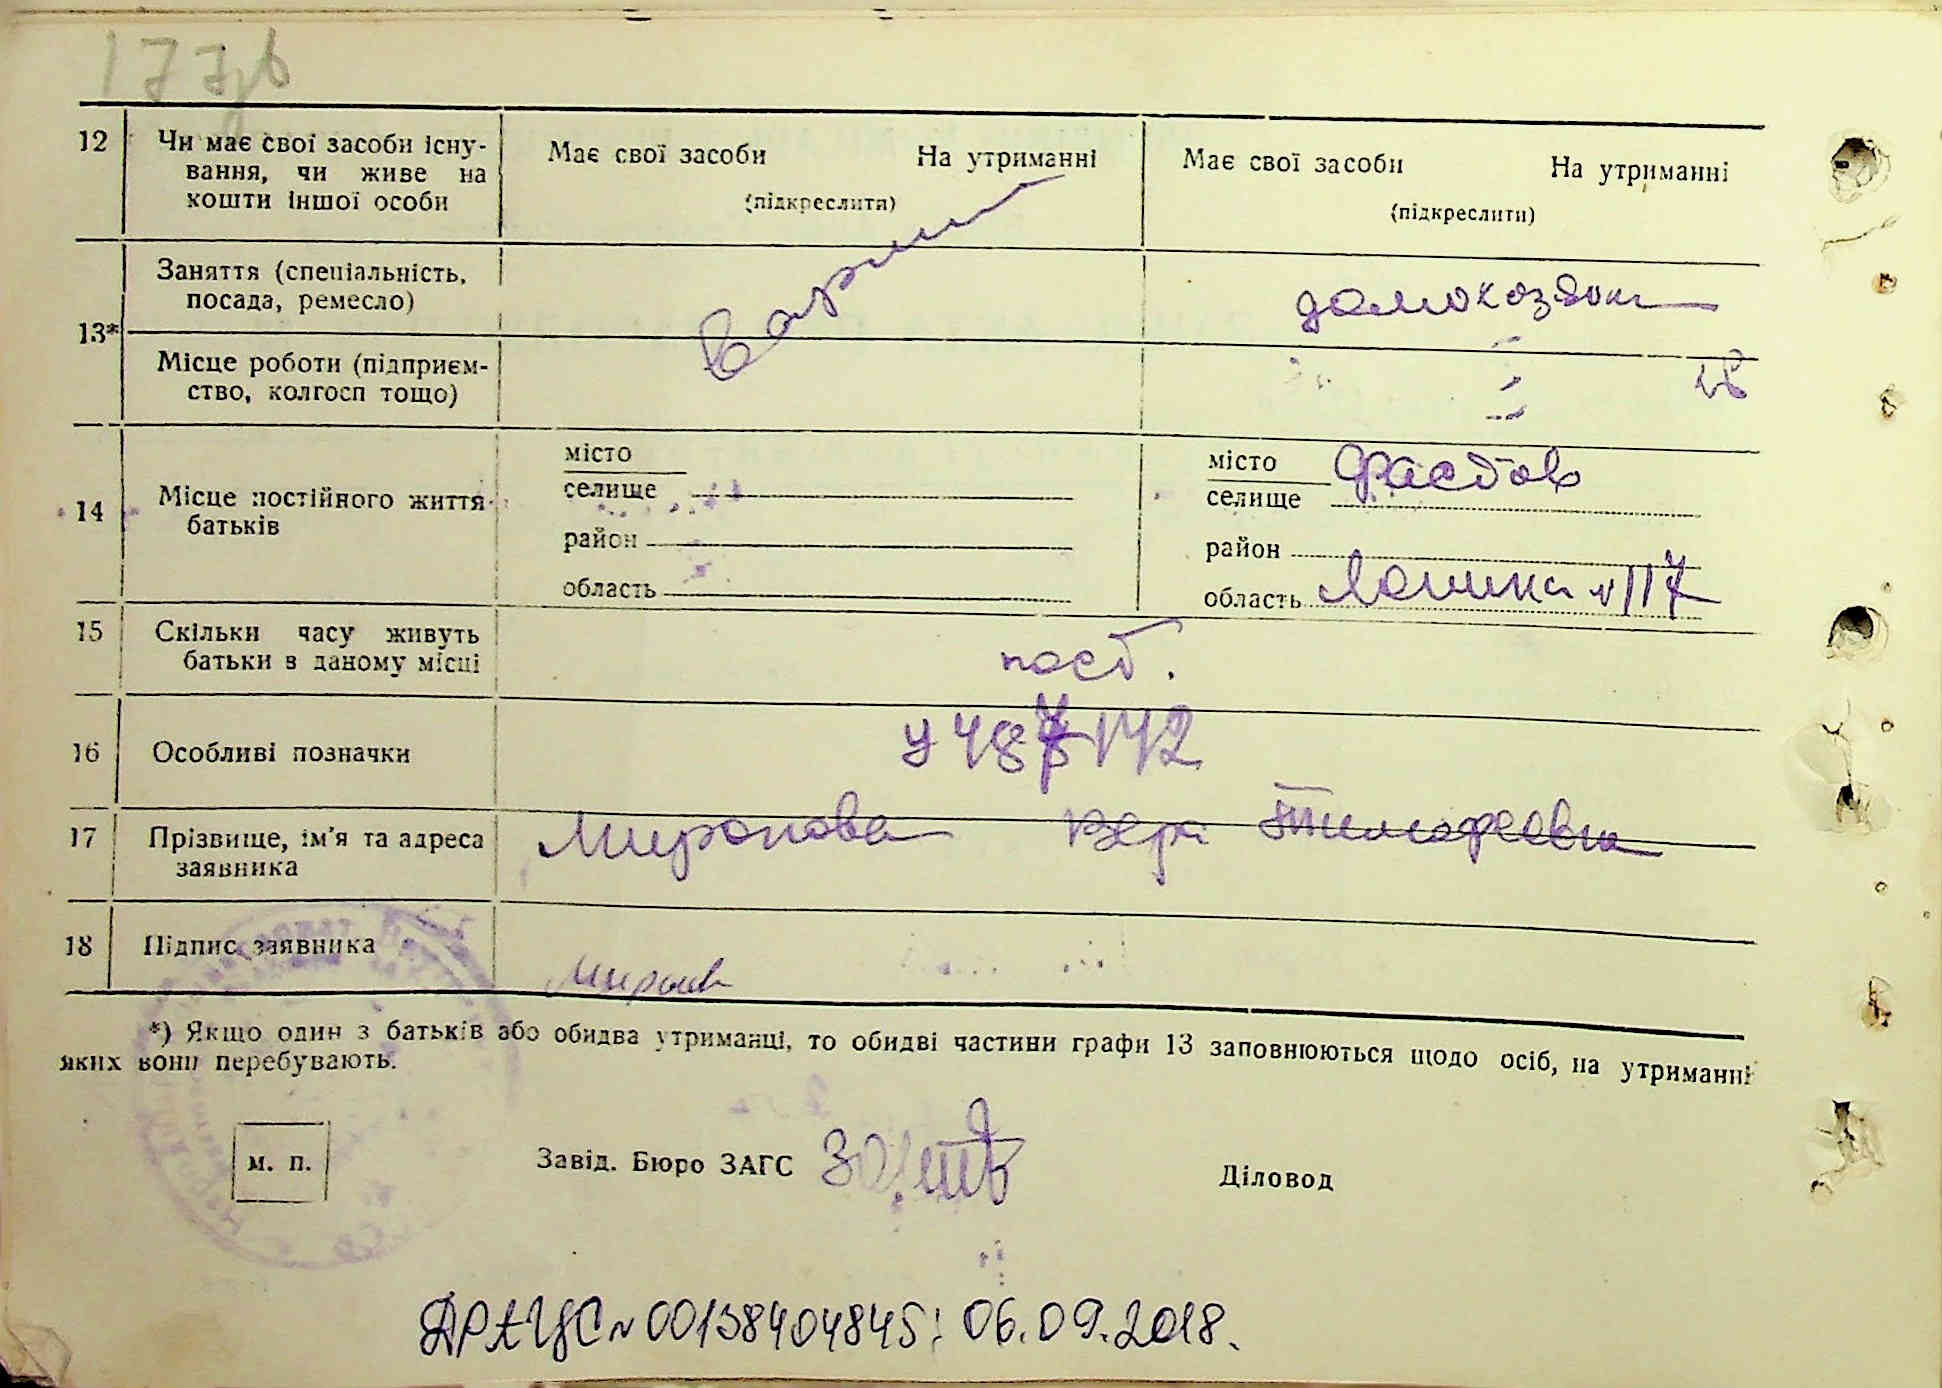 177зв
12 Чи має свої засоби існу-
вання, чи живе на
кошти іншої особи
Має свої засоби На утриманні
(підкреслити)
Має свої засоби На утриманні
(підкреслити)
13* Заняття (спеціальність,
посада, ремесло)
домохозяйк
Місце роботи (підприєм-
ство, колгосп тощо)
14 Місце постійного життя
батьків
місто
селище
район
область
місто Фастов
селище
район
область N 117
15 Скільки часу живуть
батьки в даному місці
пост.
16 Особливі позначки
17 Прізвище, ім'я та адреса
заявника
Миронова Вера Тимофеевна
18 Підпис заявника
*) Якщо один з батьків або обидва утриманці, то обидві частини графи 13 заповнюються щодо осіб, на утриманні
яких вони перебувають.
м. п.
Завід. Бюро ЗАГС
Діловод
ДРАЦС N 00138404845; 06.09.2018.